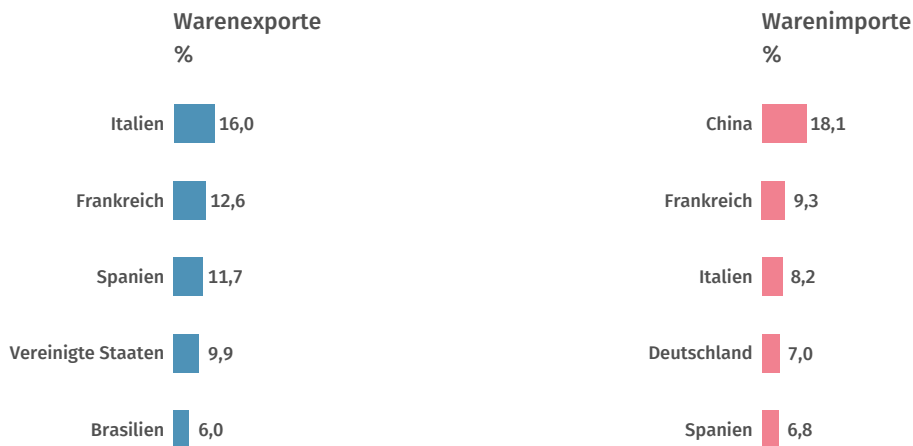 Warenexporte
%
Italien 16,0
Frankreich 12,6
Spanien 11,7
Vereinigte Staaten 9,9
Brasilien 6,0
Warenimporte
%
China 18,1
Frankreich 9,3
Italien 8,2
Deutschland 7,0
Spanien 6,8